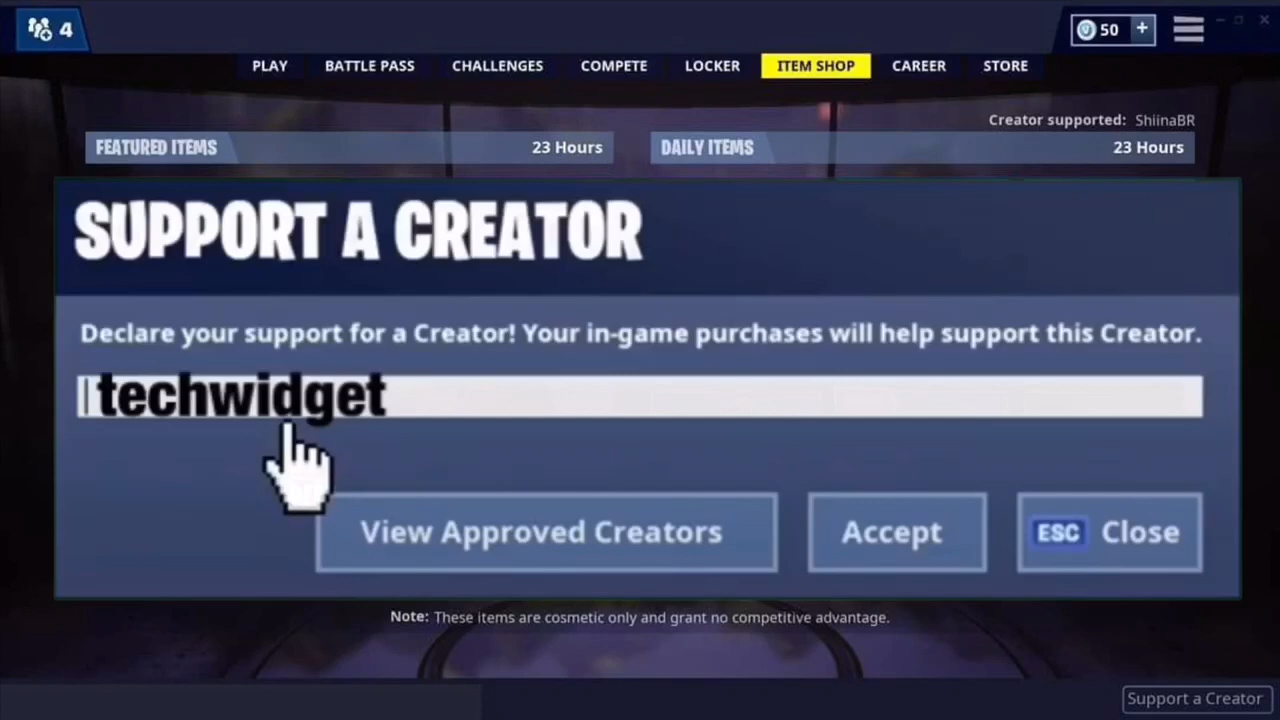 4
50 +
PLAY BATTLE PASS CHALLENGES COMPETE LOCKER ITEM SHOP CAREER STORE
Creator supported: ShiinaBR
FEATURED ITEMS 23 Hours DAILY ITEMS 23 Hours
SUPPORT A CREATOR
Declare your support for a Creator! Your in-game purchases will help support this Creator.
techwidget
View Approved Creators Accept ESC Close
Note: These items are cosmetic only and grant no competitive advantage.
Support a Creator